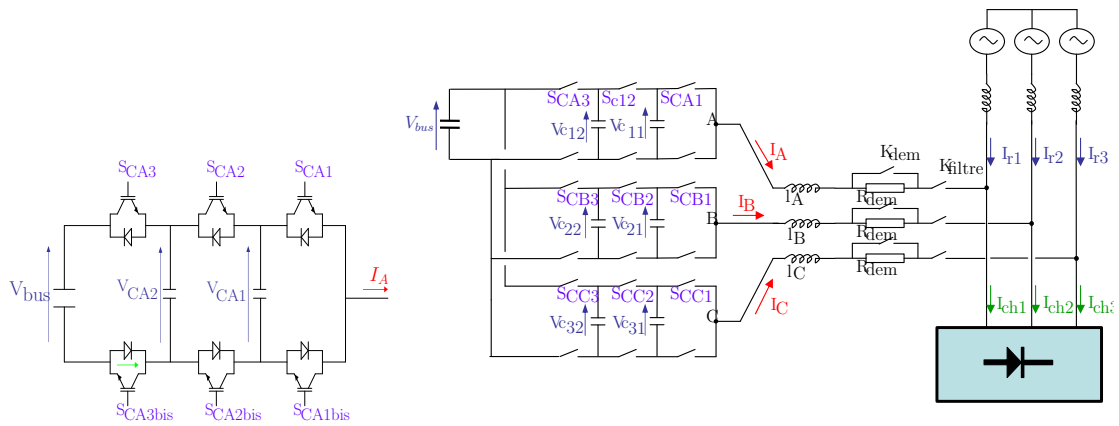 SCA3 SCA2 SCA1
Vbus
VCA2
VCA1
IA
SCA3bis SCA2bis SCA1bis
Vbus
SCA3 Sc12 SCA1
Vc12 Vc11
A
IA
SCB3 SCB2 SCB1
Vc22 Vc21
B
IB
SCC3 SCC2 SCC1
Vc32 Vc31
C
IC
lA
lB
lC
Kdem
Kfiltre
Rdem
Rdem
Rdem
Ir1 Ir2 Ir3
Ich1 Ich2 Ich3